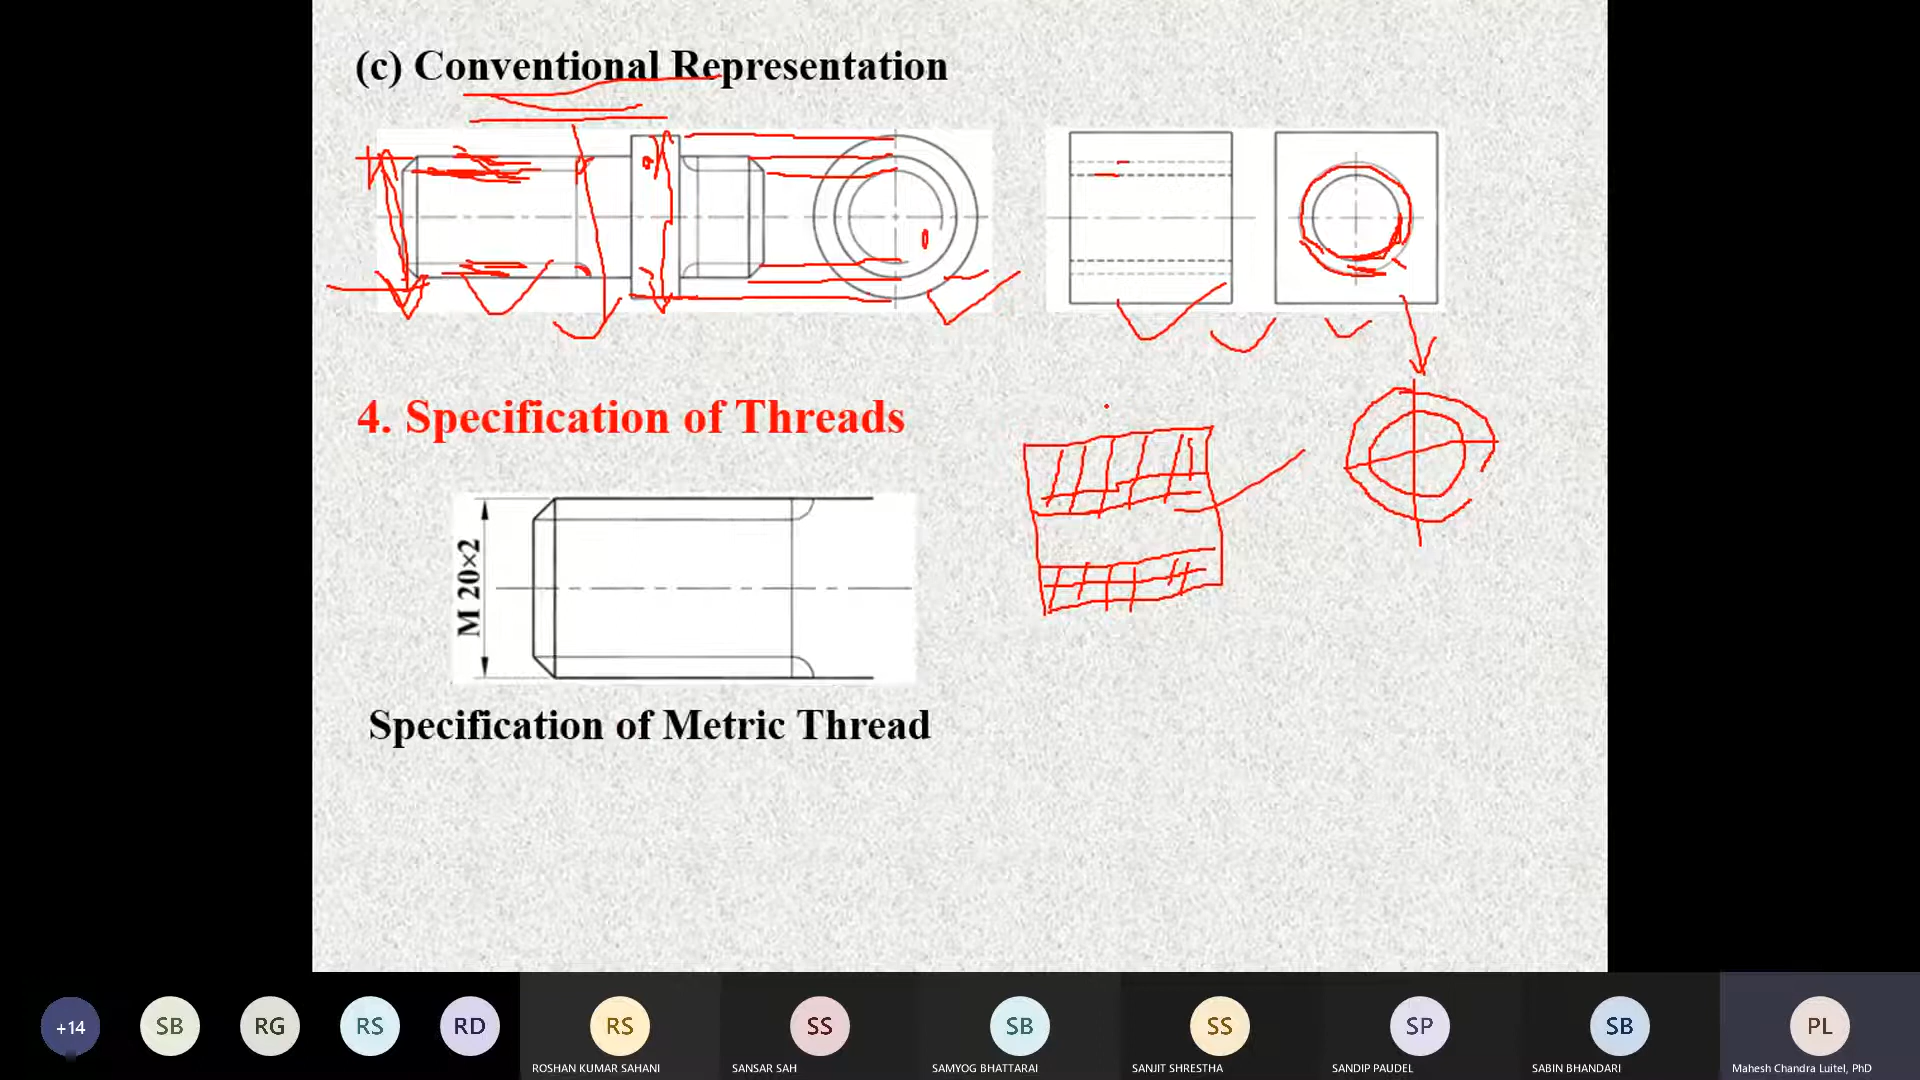 (c) Conventional Representation
4. Specification of Threads
M 20×2
Specification of Metric Thread
+14
SB
RG
RS
RD
RS
SS
SB
SS
SP
SB
PL
ROSHAN KUMAR SAHANI
SANSAR SAH
SAMYOG BHATTARAI
SANJIT SHRESTHA
SANDIP PAUDEL
SABIN BHANDARI
Mahesh Chandra Luitel, PhD